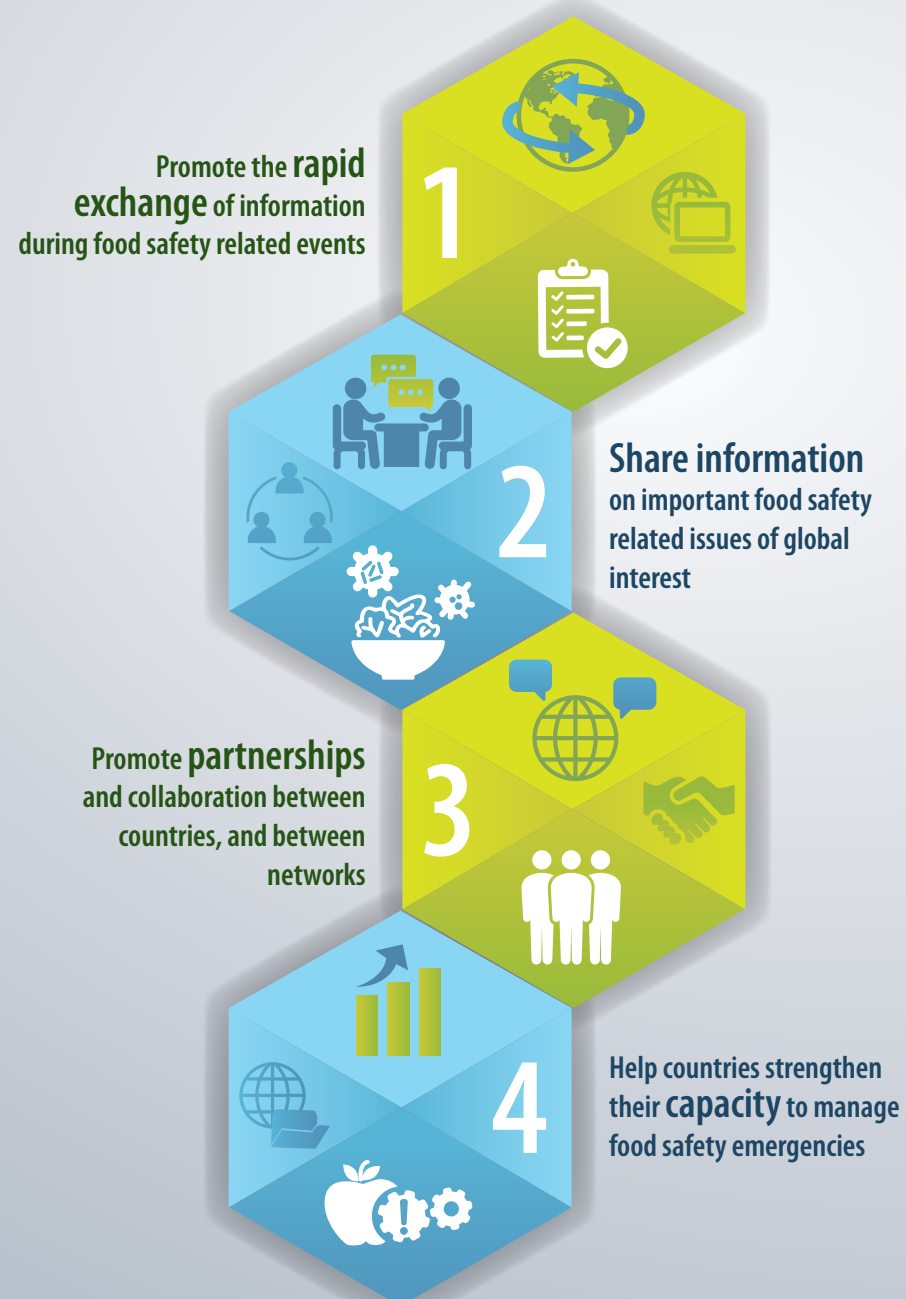 1
Promote the rapid
exchange of information
during food safety related events
2
Share information
on important food safety
related issues of global
interest
3
Promote partnerships
and collaboration between
countries, and between
networks
4
Help countries strengthen
their capacity to manage
food safety emergencies